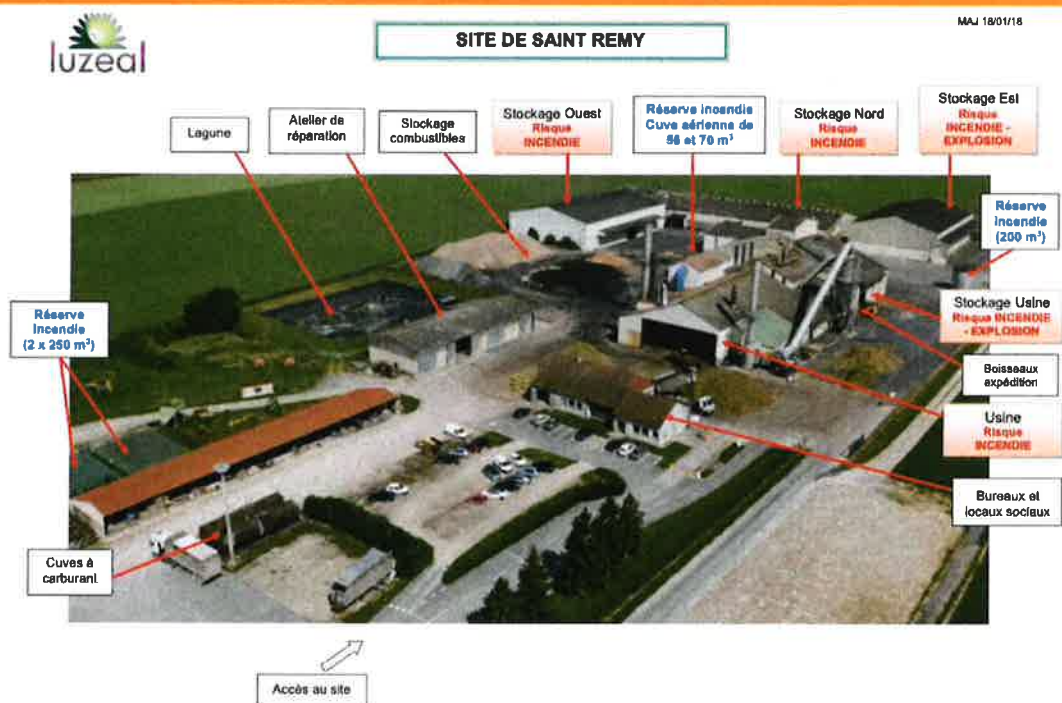 MAJ 18/01/18
luzeal
SITE DE SAINT REMY
Lagune
Atelier de
réparation
Stockage
combustibles
Stockage Ouest
Risque
INCENDIE
Réserve incendie
Cuve aérienne de
56 et 70 m³
Stockage Nord
Risque
INCENDIE
Stockage Est
Risque
INCENDIE -
EXPLOSION
Réserve
incendie
(200 m³)
Réserve
incendie
(2 x 250 m³)
Stockage Usine
Risque INCENDIE
- EXPLOSION
Boisseaux
expédition
Usine
Risque
INCENDIE
Bureaux et
locaux sociaux
Cuves à
carburant
Accès au site